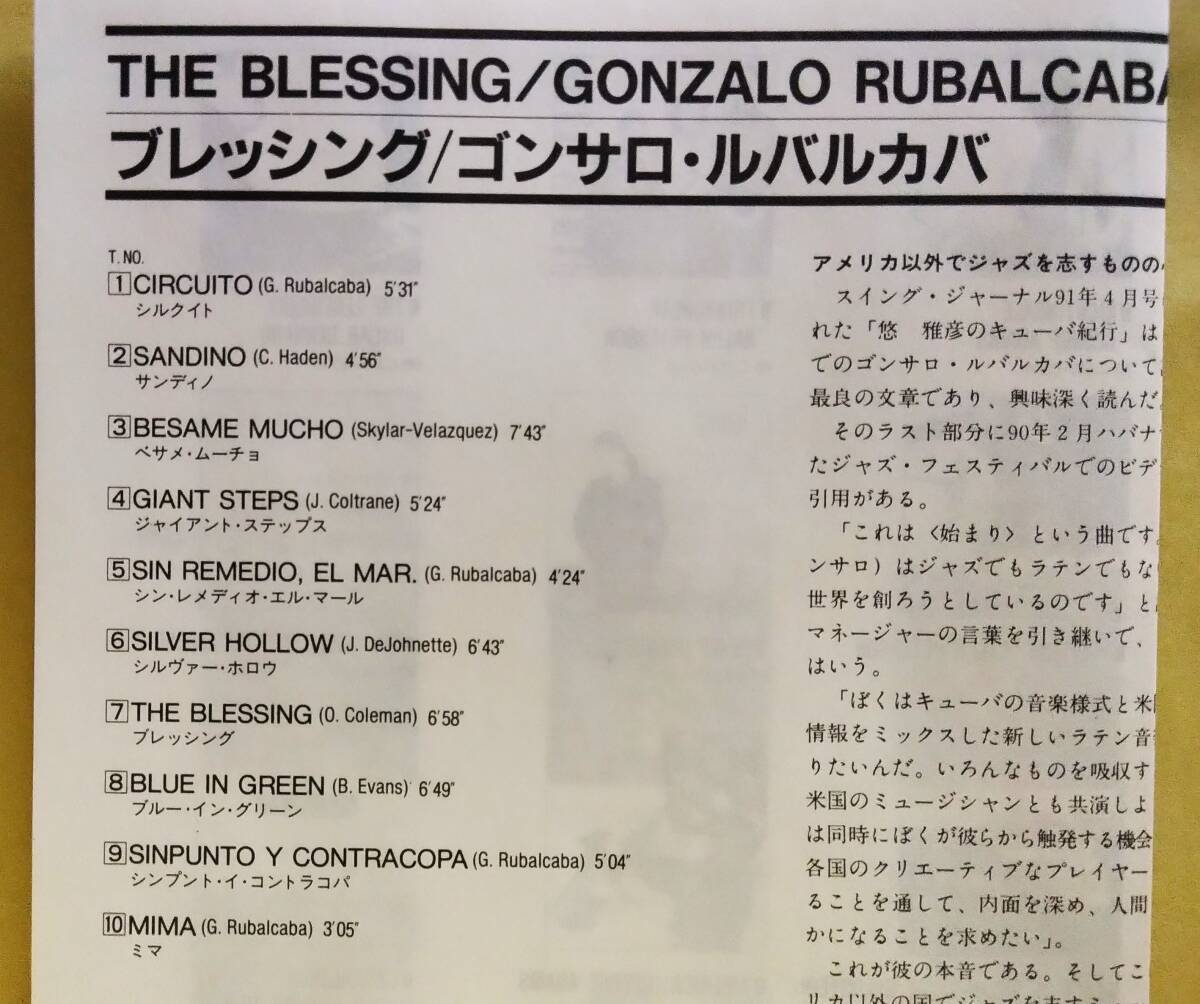 THE BLESSING/GONZALO RUBALCABA
ブレッシング/ゴンサロ・ルバルカバ
T. NO.
1 CIRCUITO (G. Rubalcaba) 5'31"
シルクイト
2 SANDINO (C. Haden) 4'56"
サンディノ
3 BESAME MUCHO (Skylar-Velazquez) 7'43"
ベサメ・ムーチョ
4 GIANT STEPS (J. Coltrane) 5'24"
ジャイアント・ステップス
5 SIN REMEDIO, EL MAR. (G. Rubalcaba) 4'24"
シン・レメディオ・エル・マール
6 SILVER HOLLOW (J. DeJohnette) 6'43"
シルヴァー・ホロウ
7 THE BLESSING (O. Coleman) 6'58"
ブレッシング
8 BLUE IN GREEN (B. Evans) 6'49"
ブルー・イン・グリーン
9 SINPUNTO Y CONTRACOPA (G. Rubalcaba) 5'04"
シンプント・イ・コントラコパ
10 MIMA (G. Rubalcaba) 3'05"
ミマ
アメリカ以外でジャズを志すものの
スイング・ジャーナル91年4月号
れた「悠 雅彦のキューバ紀行」は
でのゴンサロ・ルバルカバについて
最良の文章であり、興味深く読んだ。
そのラスト部分に90年2月ハバナ
たジャズ・フェスティバルでのビデ
引用がある。
「これは〈始まり〉という曲です。
ンサロ）はジャズでもラテンでもな
世界を創ろうとしているのです」と
マネージャーの言葉を引き継いで、
はいう。
「ぼくはキューバの音楽様式と米
情報をミックスした新しいラテン音
りたいんだ。いろんなものを吸収す
米国のミュージシャンとも共演しよ
は同時にぼくが彼らから触発する機会
各国のクリエーティブなプレイヤー
ることを通して、内面を深め、人間
かになることを求めたい」。
これが彼の本音である。そしてこ
リカ以外の国でジャズを志すミ